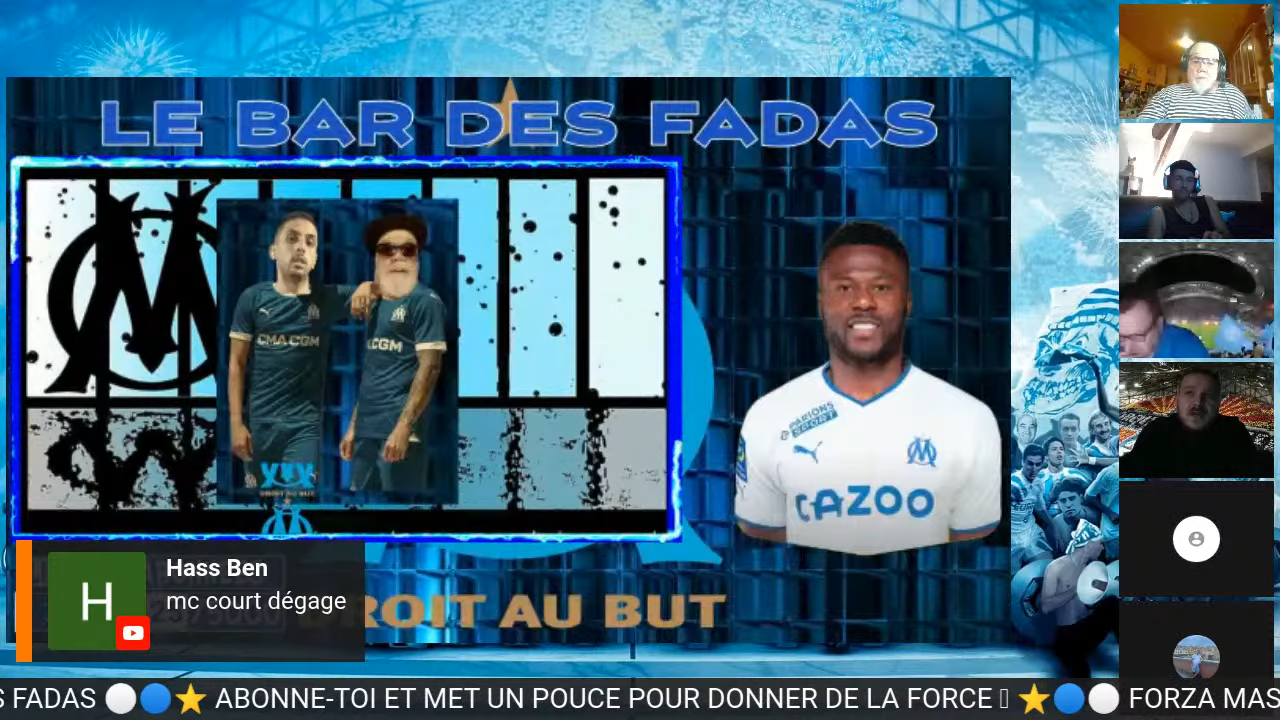 LE BAR DES FADAS
CMA CGM
CGM
DROIT AU BUT
PARIONS
SPORT
CAZOO
Hass Ben
H
mc court dégage
ROIT AU BUT
S FADAS ⚪🔵⭐ ABONNE-TOI ET MET UN POUCE POUR DONNER DE LA FORCE ▯ ⭐🔵⚪ FORZA MAS